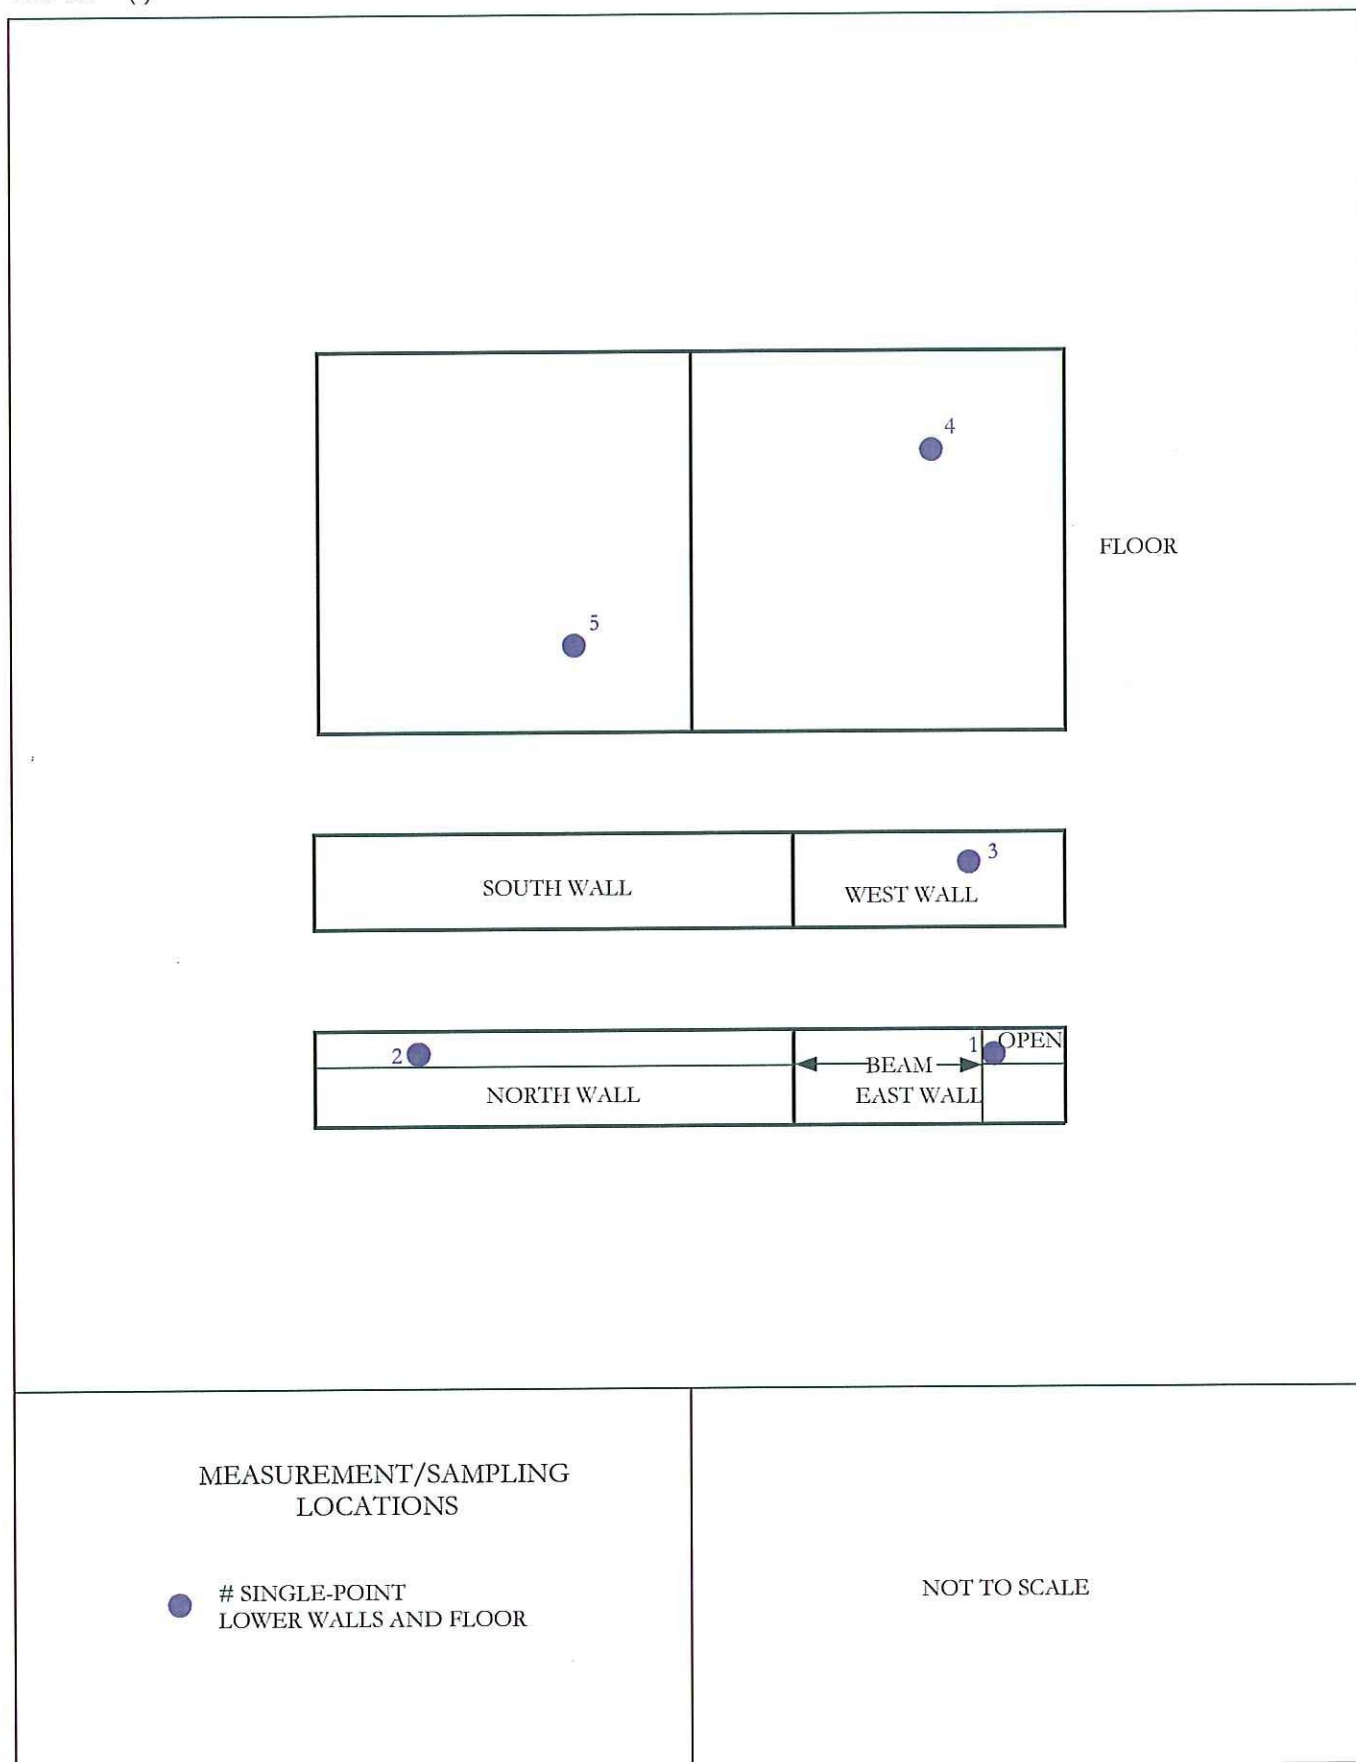 4
FLOOR
5
3
SOUTH WALL
WEST WALL
OPEN
1
2
BEAM
NORTH WALL
EAST WALL
MEASUREMENT/SAMPLING
LOCATIONS
# SINGLE-POINT
LOWER WALLS AND FLOOR
NOT TO SCALE